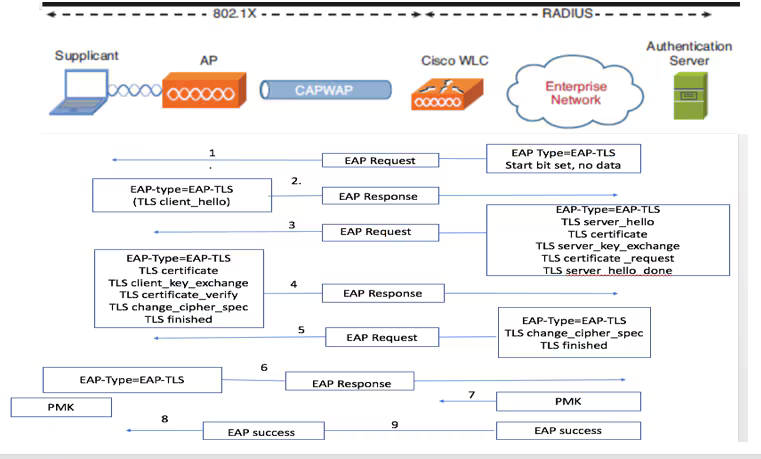 802.1X
RADIUS
Supplicant
AP
CAPWAP
Cisco WLC
Enterprise
Network
Authentication
Server
1
EAP Request
EAP Type=EAP-TLS
Start bit set, no data
EAP-type=EAP-TLS
(TLS client_hello)
2.
EAP Response
3
EAP Request
EAP-Type=EAP-TLS
TLS server_hello
TLS certificate
TLS server_key_exchange
TLS certificate _request
TLS server_hello_done
EAP-Type=EAP-TLS
TLS certificate
TLS client_key_exchange
TLS certificate_verify
TLS change_cipher_spec
TLS finished
4
EAP Response
5
EAP Request
EAP-Type=EAP-TLS
TLS change_cipher_spec
TLS finished
EAP-Type=EAP-TLS
6
EAP Response
PMK
7
PMK
8
EAP success
9
EAP success